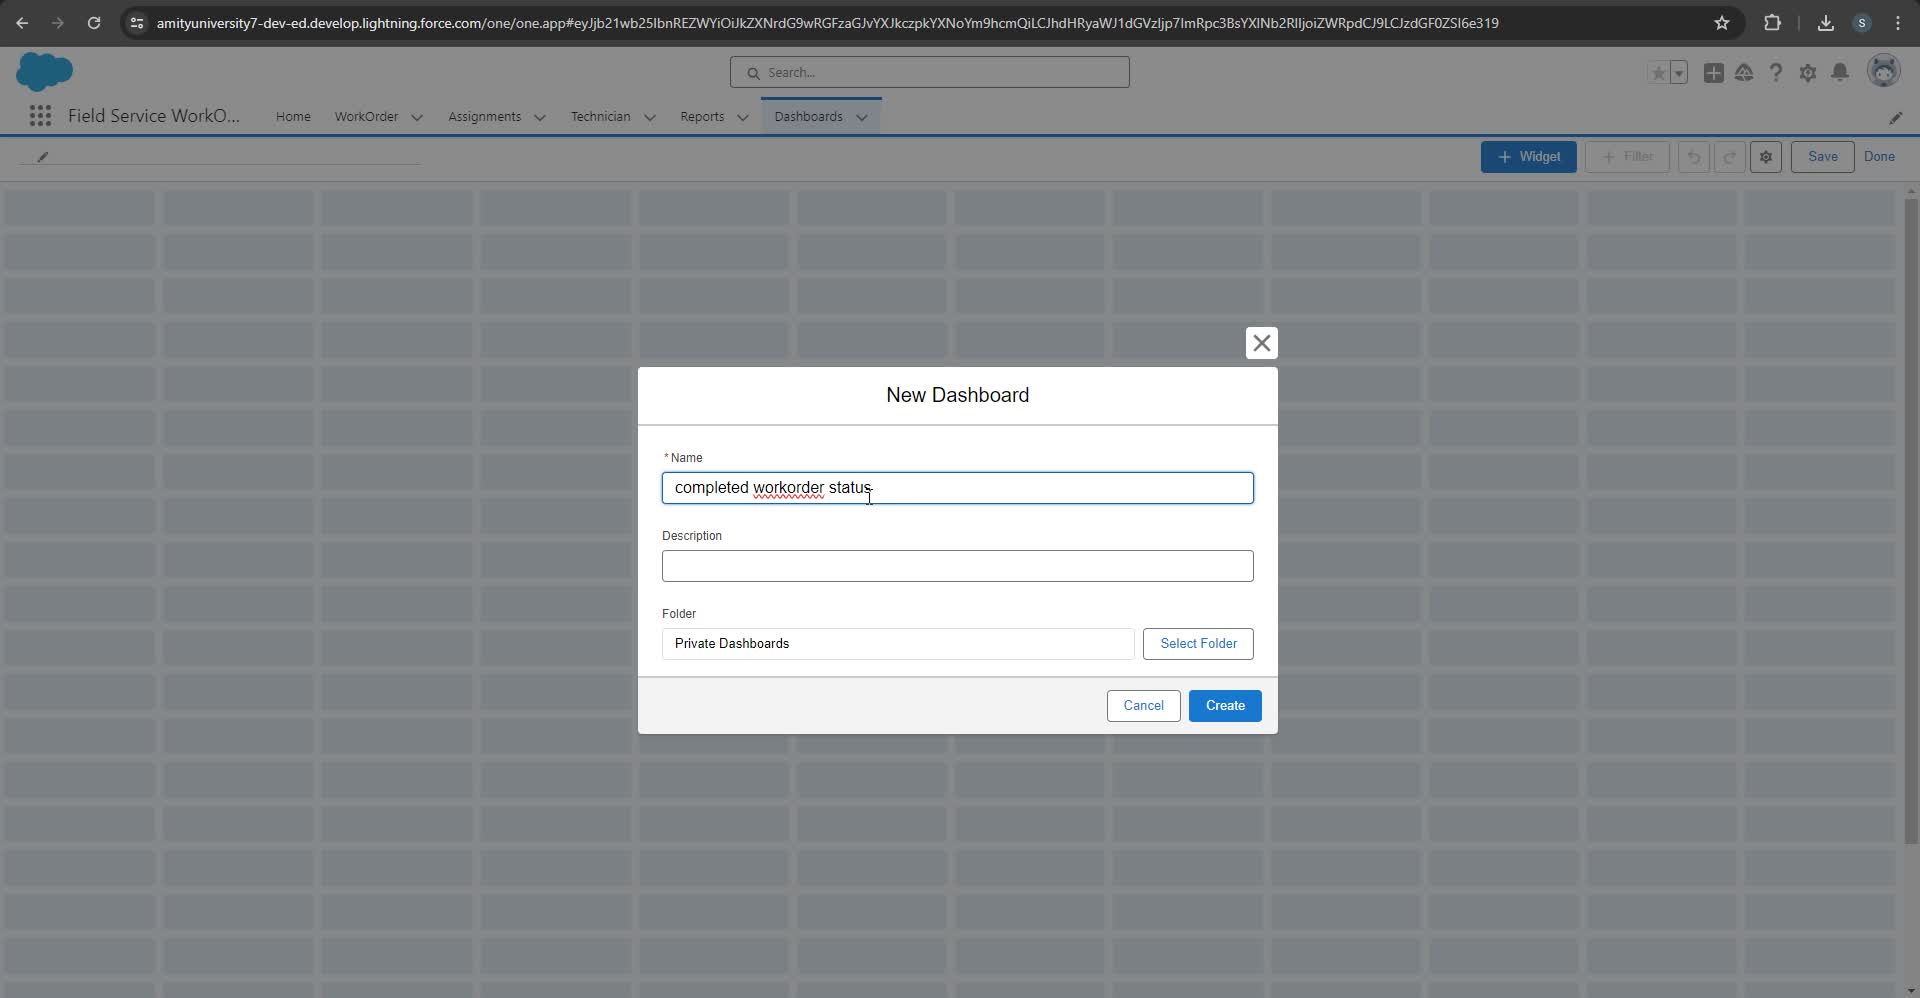 amityuniversity7-dev-ed.develop.lightning.force.com/one/one.app#eyJjb21wb25lbnREZWYiOiJkZXNrdG9wRGFzaGJvYXJkczpkYXNoYm9hcmQiLCJhdHRyaWJ1dGVzIjp7ImRpc3BsYXlNb2RlIjoiZWRpdCJ9LCJzdGF0ZSI6e319
S
Search...
Field Service WorkO...
Home
WorkOrder
Assignments
Technician
Reports
Dashboards
+ Widget
+ Filter
Save
Done
New Dashboard
* Name
completed workorder status
Description
Folder
Private Dashboards
Select Folder
Cancel
Create